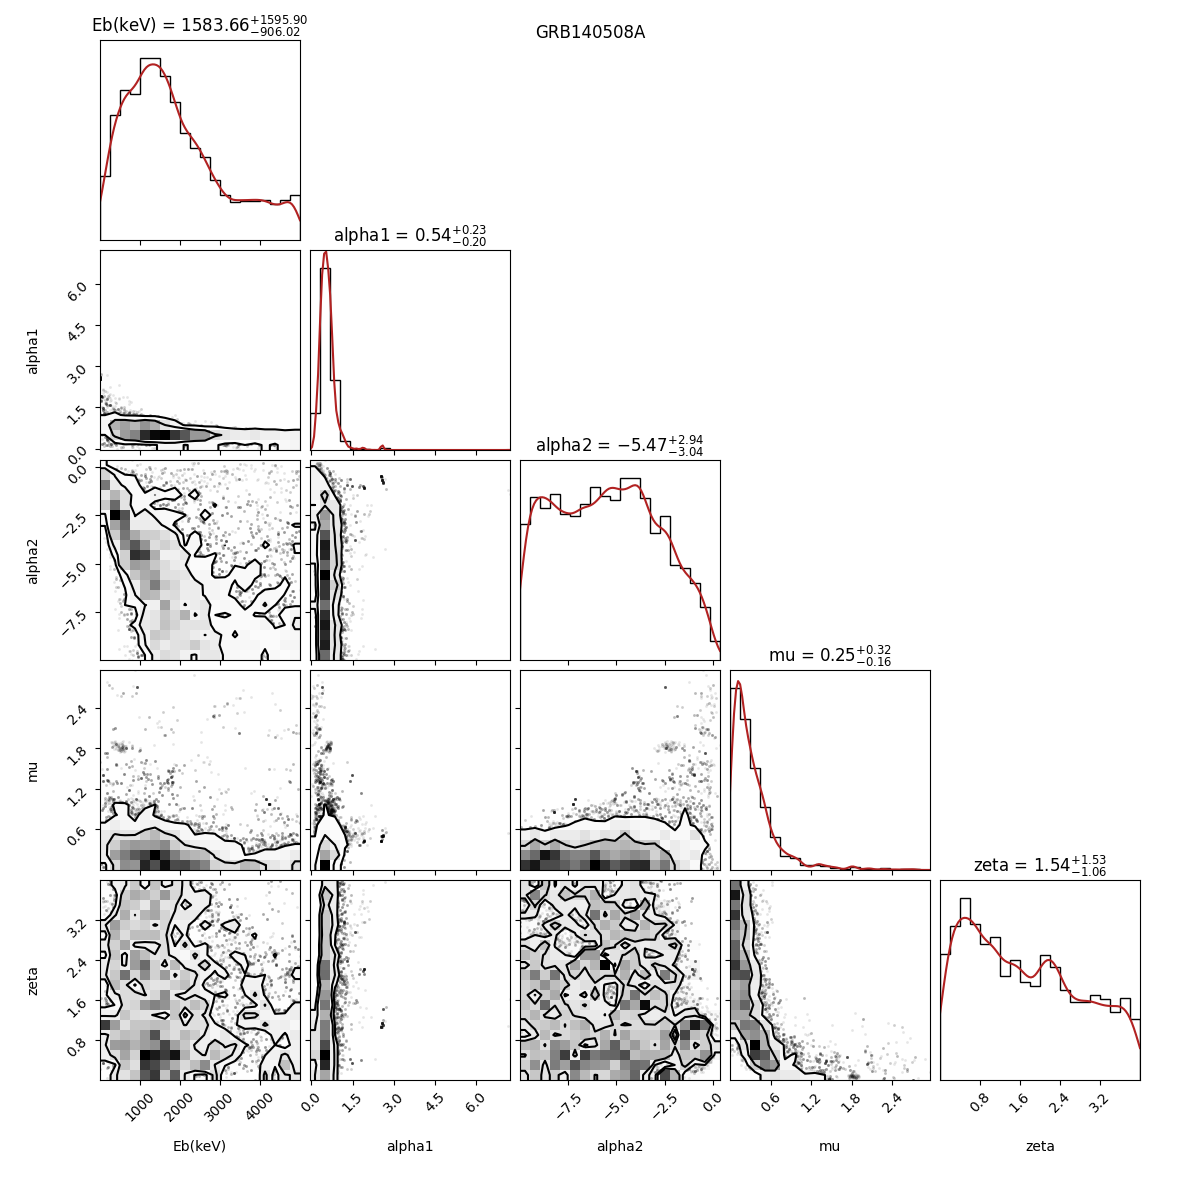 Eb(keV) = 1583.66+1595.90−906.02
GRB140508A
alpha1 = 0.54+0.23−0.20
6.0
4.5
3.0
1.5
0.0
alpha1
alpha2 = −5.47+2.94−3.04
0.0
−2.5
−5.0
−7.5
alpha2
mu = 0.25+0.32−0.16
2.4
1.8
1.2
0.6
mu
zeta = 1.54+1.53−1.06
3.2
2.4
1.6
0.8
zeta
1000 2000 3000 4000 0.0 1.5 3.0 4.5 6.0 −7.5 −5.0 −2.5 0.0 0.6 1.2 1.8 2.4 0.8 1.6 2.4 3.2
Eb(keV) alpha1 alpha2 mu zeta